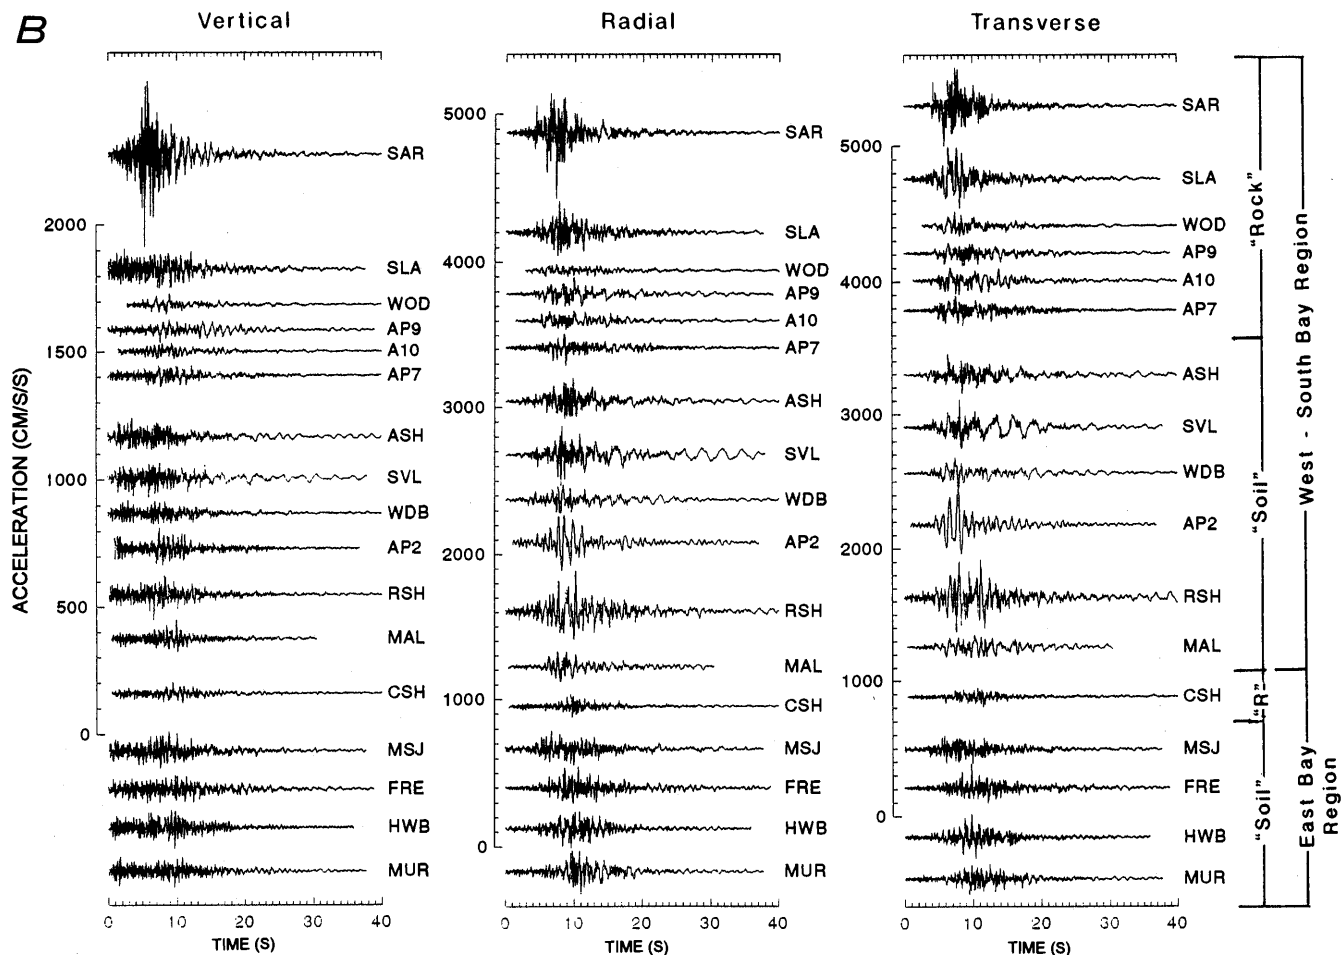 B
Vertical
Radial
Transverse
SAR
SLA
WOD
AP9
A10
AP7
ASH
SVL
WDB
AP2
RSH
MAL
CSH
MSJ
FRE
HWB
MUR
2000
1500
1000
500
0
ACCELERATION (CM/S/S)
0 10 20 30 40
TIME (S)
5000
4000
3000
2000
1000
0
SAR
SLA
WOD
AP9
A10
AP7
ASH
SVL
WDB
AP2
RSH
MAL
CSH
MSJ
FRE
HWB
MUR
0 10 20 30 40
TIME (S)
5000
4000
3000
2000
1000
0
SAR
SLA
WOD
AP9
A10
AP7
ASH
SVL
WDB
AP2
RSH
MAL
CSH
MSJ
FRE
HWB
MUR
0 10 20 30 40
TIME (S)
"Rock"
"Soil"
"R"
"Soil"
West - South Bay Region
East Bay
Region